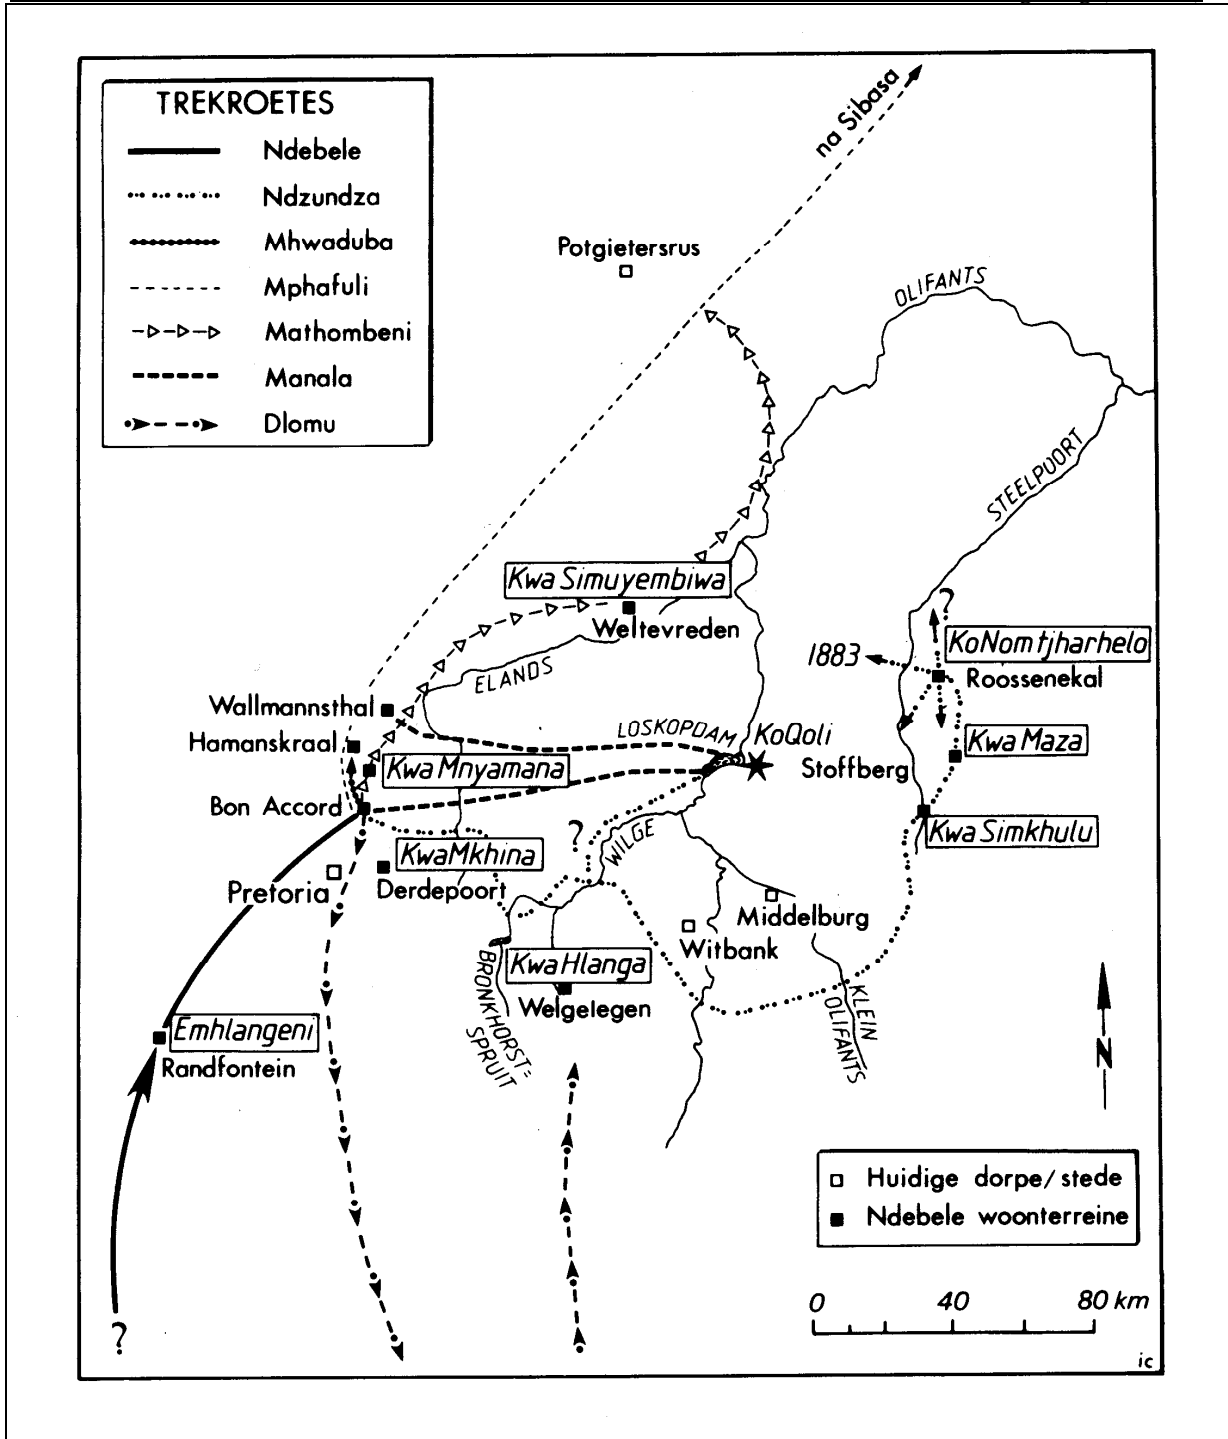 TREKROETES
Ndebele
Ndzundza
Mhwaduba
Mphafuli
Mathombeni
Manala
Dlomu
na Sibasa
Potgietersrus
OLIFANTS
STEELPOORT
Kwa Simuyembiwa
Weltevreden
ELANDS
?
KoNomtjharhelo
1883
Roossenekal
Wallmannsthal
Hamanskraal
LOSKOPDAM
KoQoli
Kwa Maza
Kwa Mnyamana
Stoffberg
Bon Accord
Kwa Simkhulu
?
WILGE
KwaMkhina
Pretoria
Derdepoort
Middelburg
Witbank
KwaHlanga
Welgelegen
BRONKHORST=
SPRUIT
KLEIN
OLIFANTS
Emhlangeni
Randfontein
N
Huidige dorpe/stede
Ndebele woonterreine
0 40 80 km
?
ic